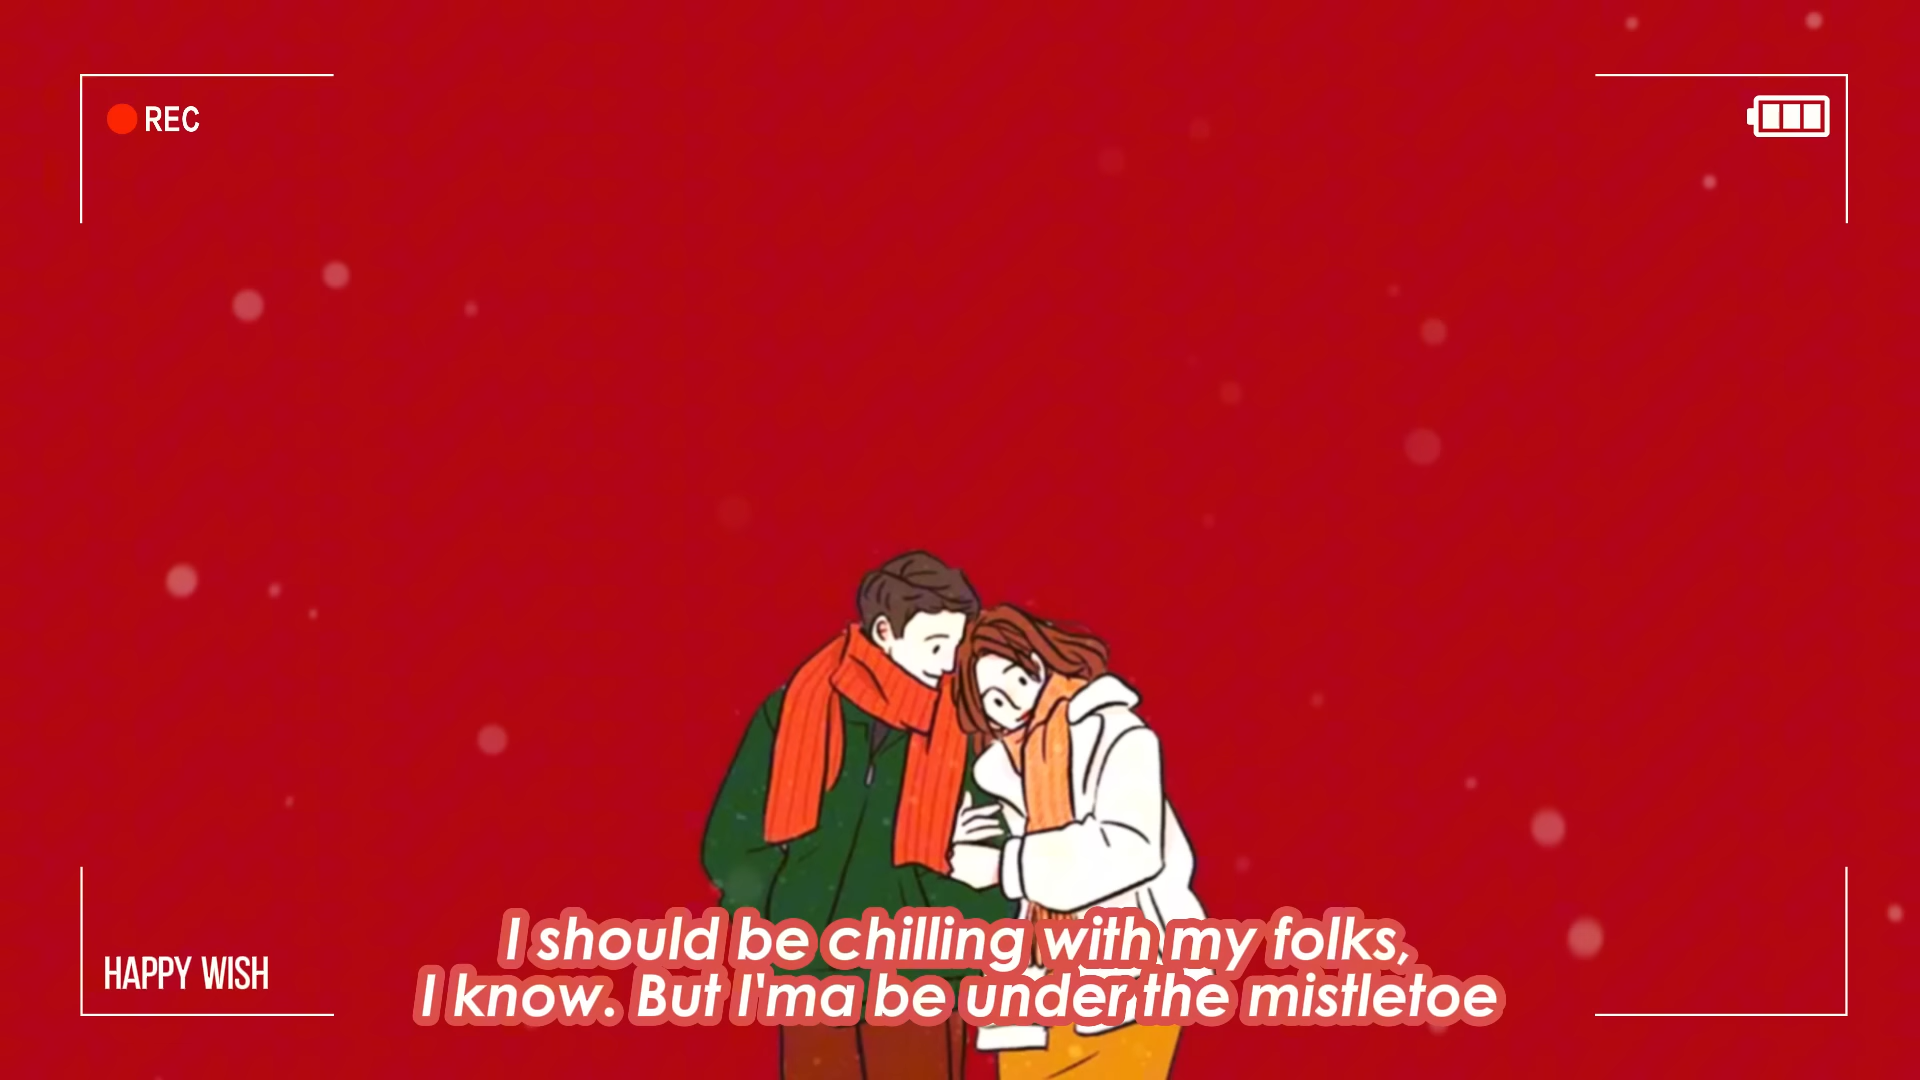 REC
I should be chilling with my folks,
I know. But I'ma be under the mistletoe
HAPPY WISH